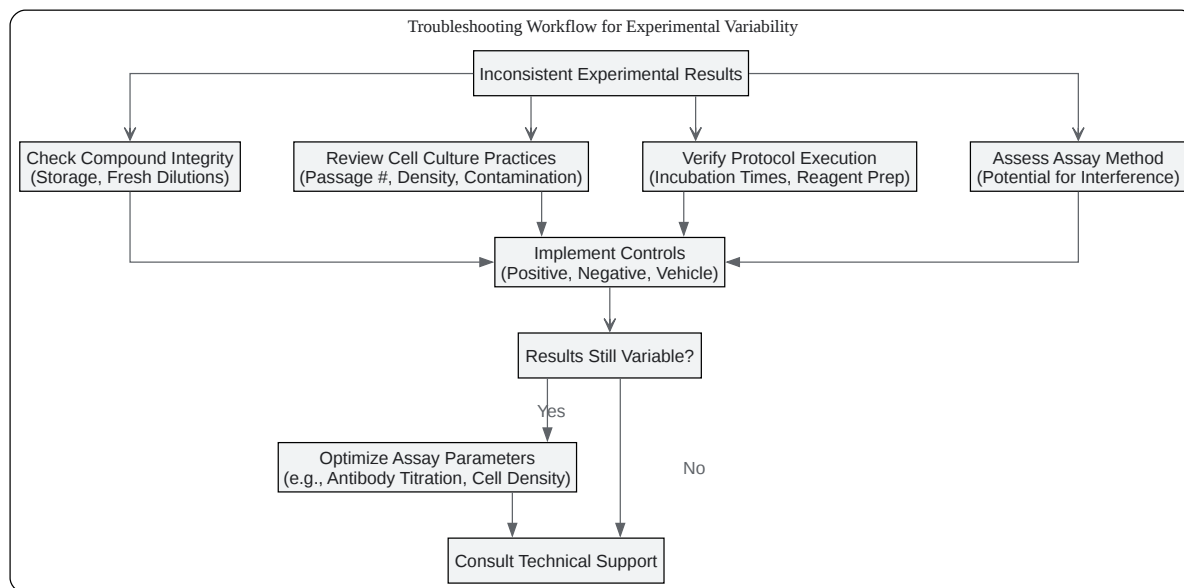 Troubleshooting Workflow for Experimental Variability
Inconsistent Experimental Results
Check Compound Integrity
(Storage, Fresh Dilutions)
Review Cell Culture Practices
(Passage #, Density, Contamination)
Verify Protocol Execution
(Incubation Times, Reagent Prep)
Assess Assay Method
(Potential for Interference)
Implement Controls
(Positive, Negative, Vehicle)
Results Still Variable?
Yes
Optimize Assay Parameters
(e.g., Antibody Titration, Cell Density)
No
Consult Technical Support